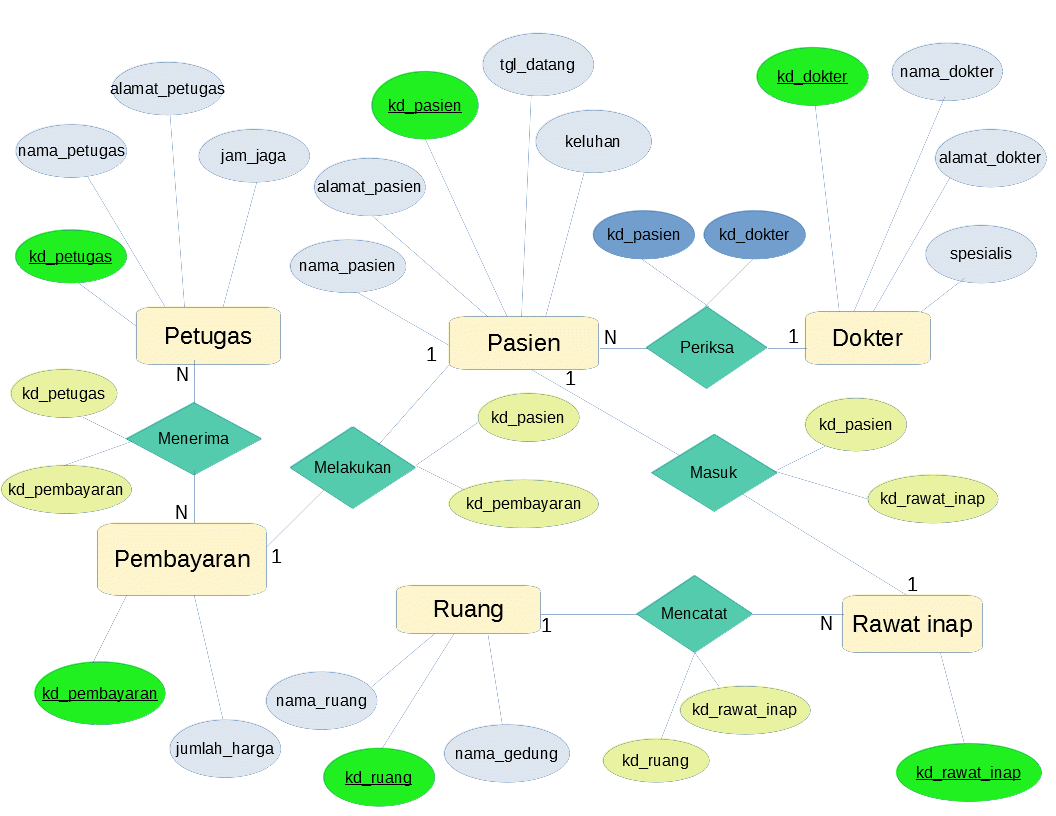 tgl_datang
nama_dokter
kd_dokter
alamat_petugas
kd_pasien
keluhan
nama_petugas
jam_jaga
alamat_dokter
alamat_pasien
kd_pasien
kd_dokter
spesialis
kd_petugas
nama_pasien
Petugas
Pasien
N
Periksa
1
Dokter
1
N
1
kd_petugas
kd_pasien
kd_pasien
Menerima
Melakukan
Masuk
kd_pembayaran
kd_pembayaran
kd_rawat_inap
N
Pembayaran
1
1
Ruang
1
Mencatat
N
Rawat inap
kd_pembayaran
nama_ruang
kd_rawat_inap
jumlah_harga
nama_gedung
kd_ruang
kd_ruang
kd_rawat_inap